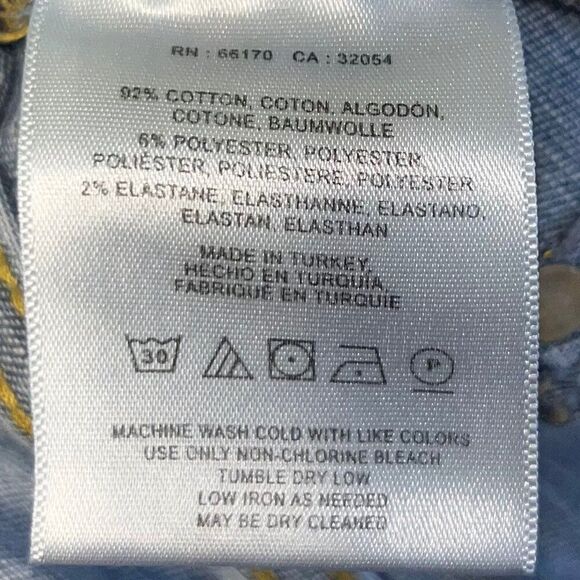 RN : 66170 CA : 32054
92% COTTON, COTON, ALGODÓN,
COTONE, BAUMWOLLE
6% POLYESTER, POLYESTER,
POLIÉSTER, POLIESTERE, POLYESTER
2% ELASTANE, ELASTHANNE, ELASTANO,
ELASTAN, ELASTHAN
MADE IN TURKEY,
HECHO EN TURQUÍA,
FABRIQUÉ EN TURQUIE
30 P
MACHINE WASH COLD WITH LIKE COLORS
USE ONLY NON-CHLORINE BLEACH
TUMBLE DRY LOW
LOW IRON AS NEEDED
MAY BE DRY CLEANED